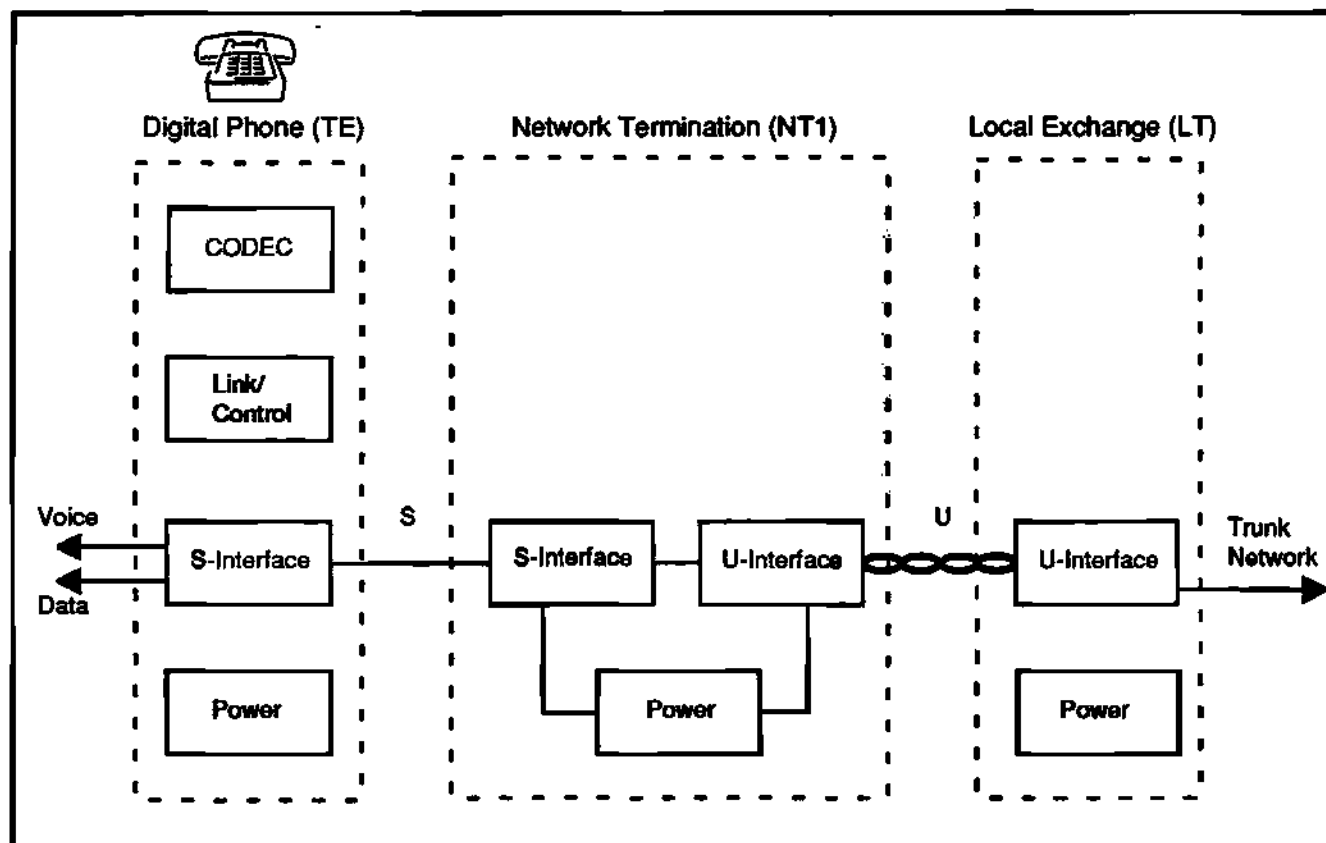 Digital Phone (TE)
Network Termination (NT1)
Local Exchange (LT)
CODEC
Link/
Control
Voice
Data
S-Interface
S
S-Interface
U-Interface
U
U-Interface
Trunk
Network
Power
Power
Power